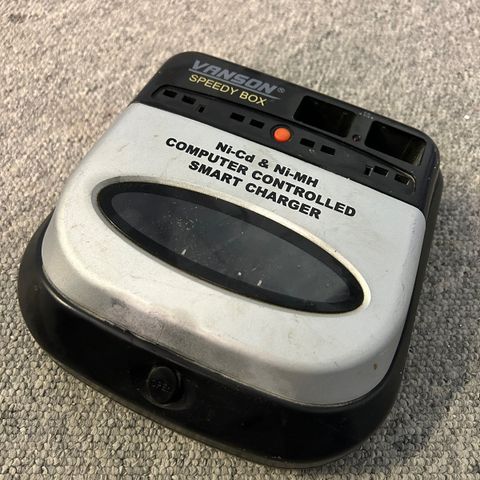 VANSON®
SPEEDY BOX
Ni-Cd & Ni-MH
COMPUTER CONTROLLED
SMART CHARGER